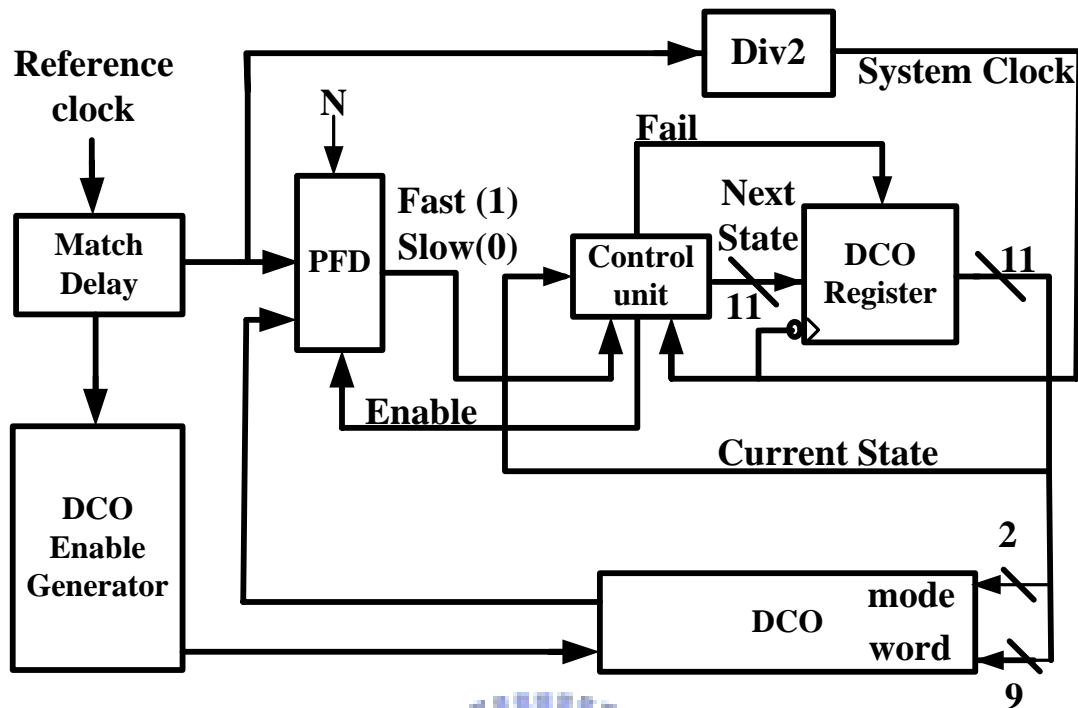 Div2
System Clock
Reference
clock
N
Fail
Fast (1)
Slow(0)
Next
State
Match
Delay
PFD
Control
unit
11
DCO
Register
11
Enable
Current State
DCO
Enable
Generator
2
mode
DCO
word
9